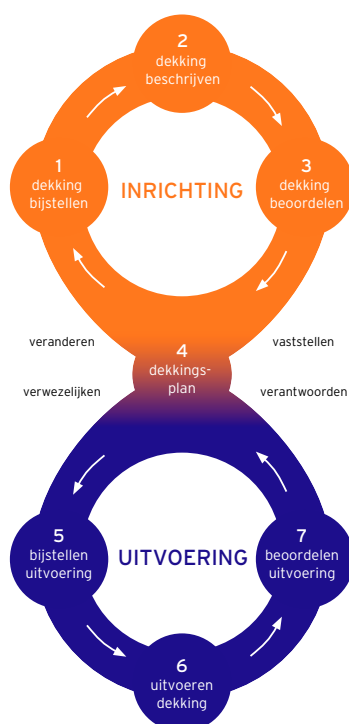 2
dekking
beschrijven
1
dekking
bijstellen
INRICHTING
3
dekking
beoordelen
veranderen
4
dekkings-
plan
vaststellen
verwezelijken
verantwoorden
5
bijstellen
uitvoering
UITVOERING
7
beoordelen
uitvoering
6
uitvoeren
dekking